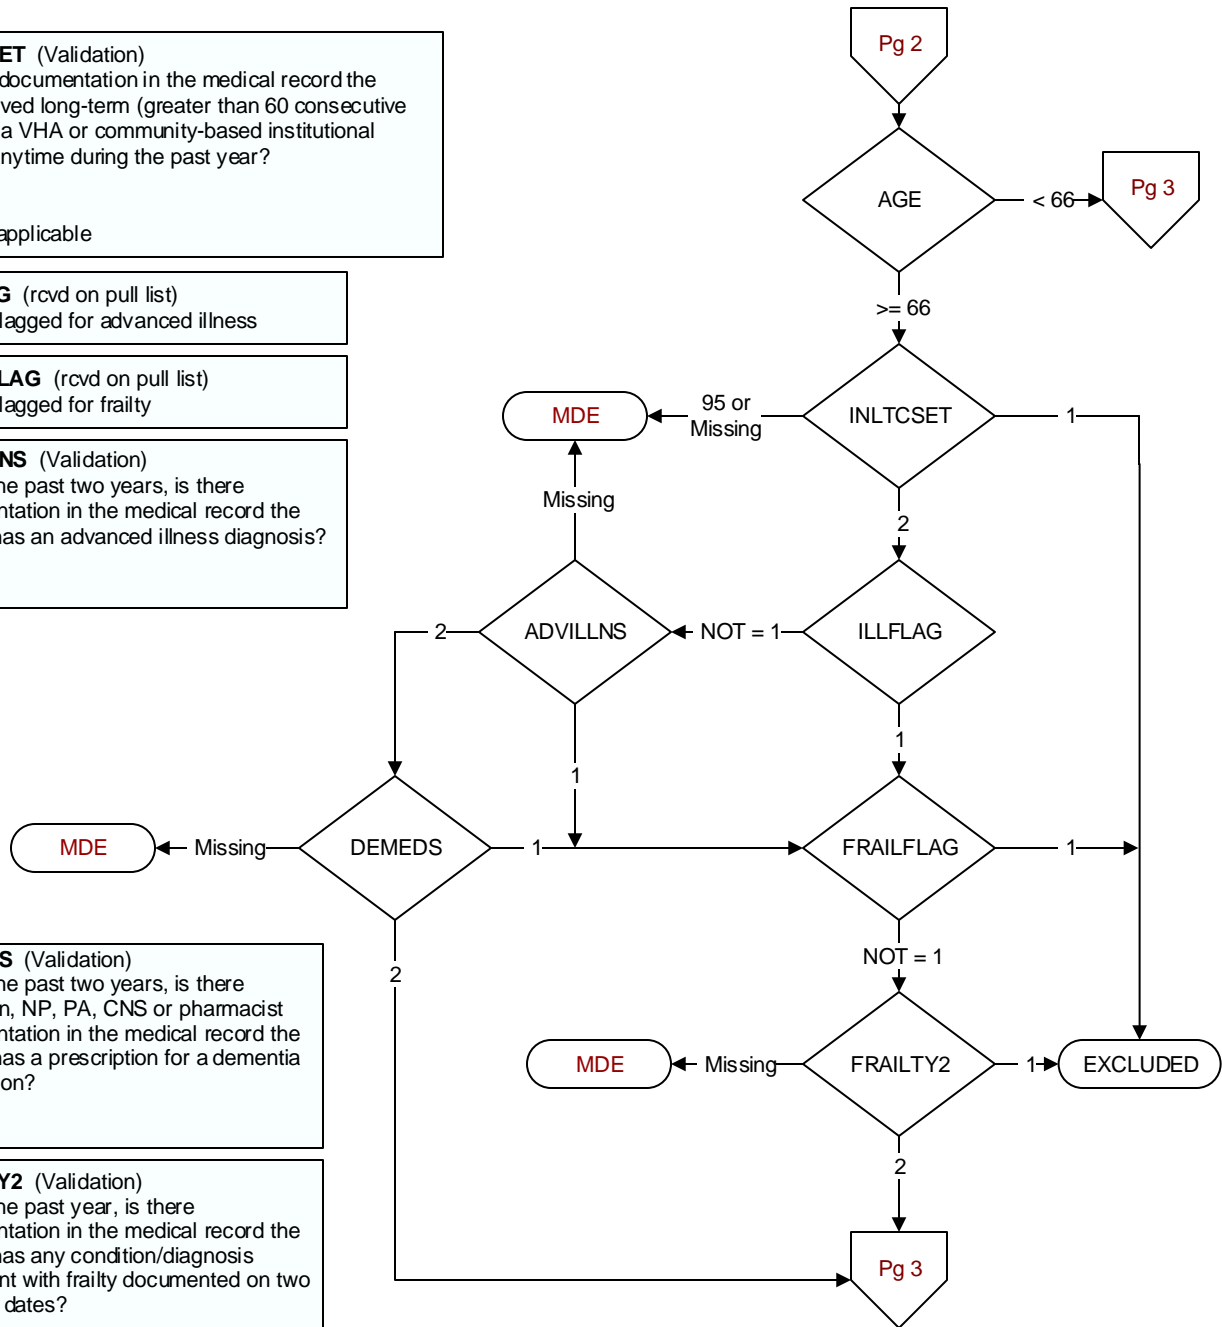 ET (Validation)
documentation in the medical record the
ved long-term (greater than 60 consecutive
a VHA or community-based institutional
nytime during the past year?
applicable
G (rcvd on pull list)
lagged for advanced illness
LAG (rcvd on pull list)
lagged for frailty
NS (Validation)
he past two years, is there
ntation in the medical record the
has an advanced illness diagnosis?
S (Validation)
he past two years, is there
n, NP, PA, CNS or pharmacist
ntation in the medical record the
has a prescription for a dementia
on?
Y2 (Validation)
he past year, is there
ntation in the medical record the
has any condition/diagnosis
nt with frailty documented on two
dates?
Pg 2
AGE
< 66
Pg 3
>= 66
MDE
95 or
Missing
INLTCSET
1
Missing
2
2
ADVILLNS
NOT = 1
ILLFLAG
1
1
MDE
Missing
DEMEDS
1
FRAILFLAG
1
2
NOT = 1
MDE
Missing
FRAILTY2
1
EXCLUDED
2
Pg 3